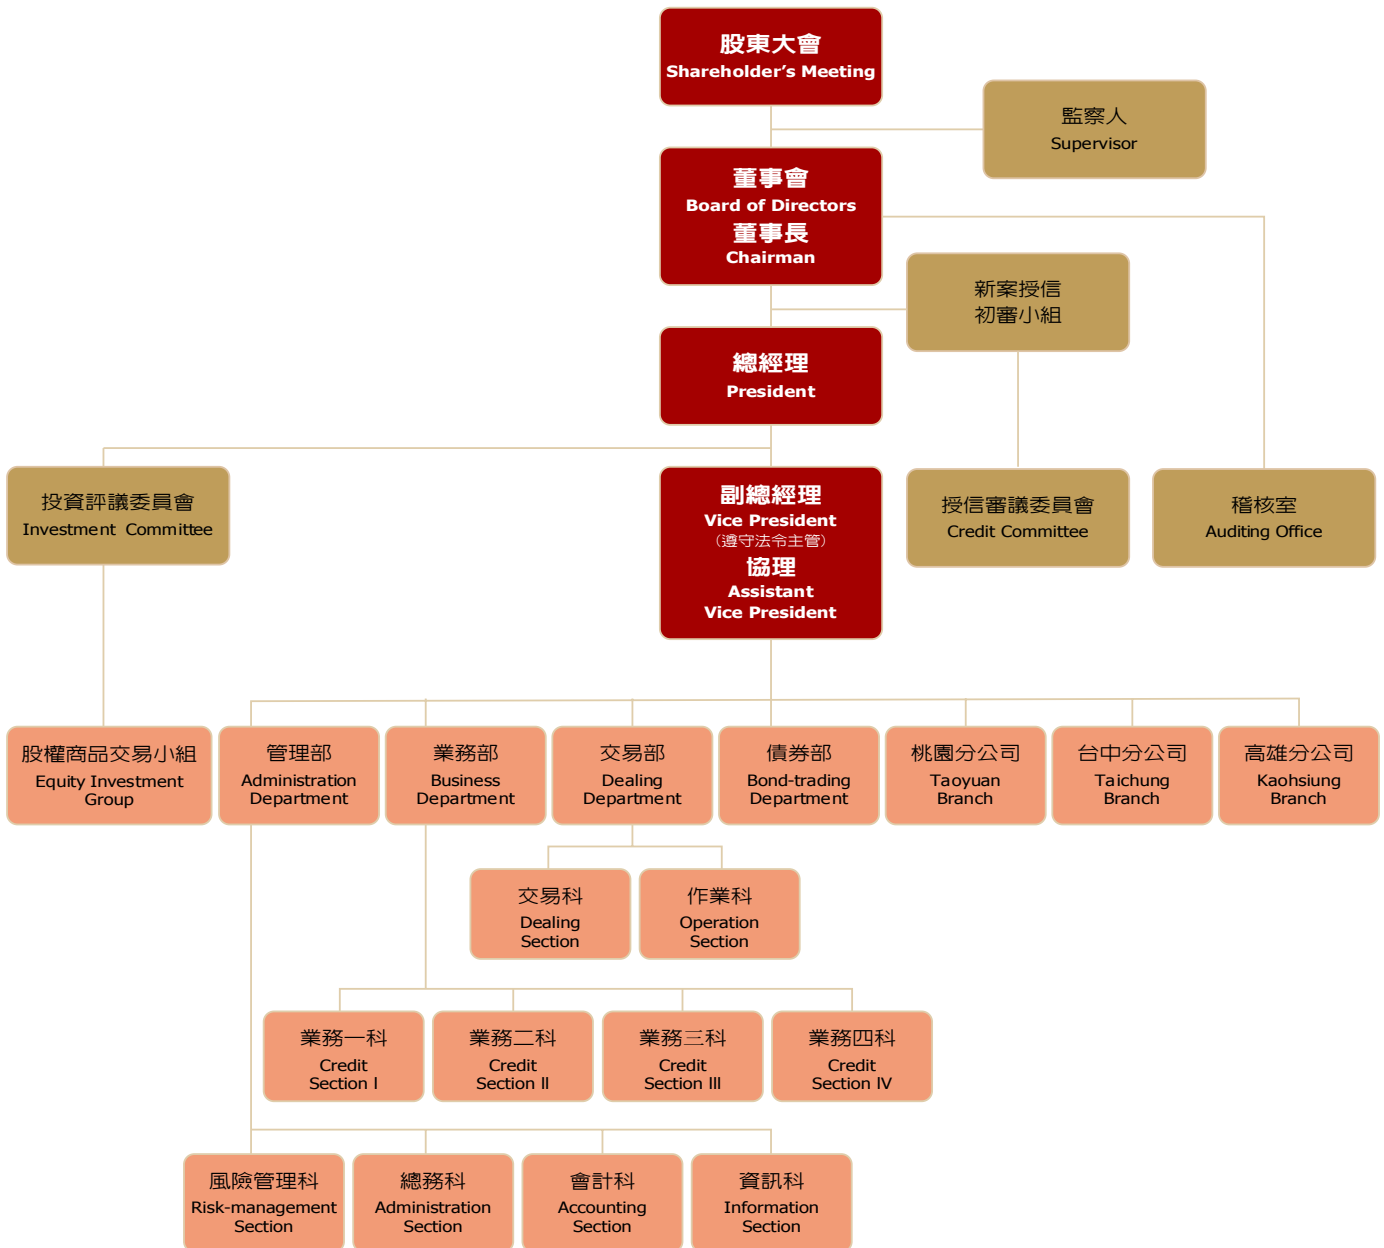 股東大會
Shareholder's Meeting
監察人
Supervisor
董事會
Board of Directors
董事長
Chairman
新案授信
初審小組
總經理
President
投資評議委員會
Investment Committee
副總經理
Vice President
(遵守法令主管)
協理
Assistant
Vice President
授信審議委員會
Credit Committee
稽核室
Auditing Office
股權商品交易小組
Equity Investment
Group
管理部
Administration
Department
業務部
Business
Department
交易部
Dealing
Department
債券部
Bond-trading
Department
桃園分公司
Taoyuan
Branch
台中分公司
Taichung
Branch
高雄分公司
Kaohsiung
Branch
交易科
Dealing
Section
作業科
Operation
Section
業務一科
Credit
Section I
業務二科
Credit
Section II
業務三科
Credit
Section III
業務四科
Credit
Section IV
風險管理科
Risk-management
Section
總務科
Administration
Section
會計科
Accounting
Section
資訊科
Information
Section